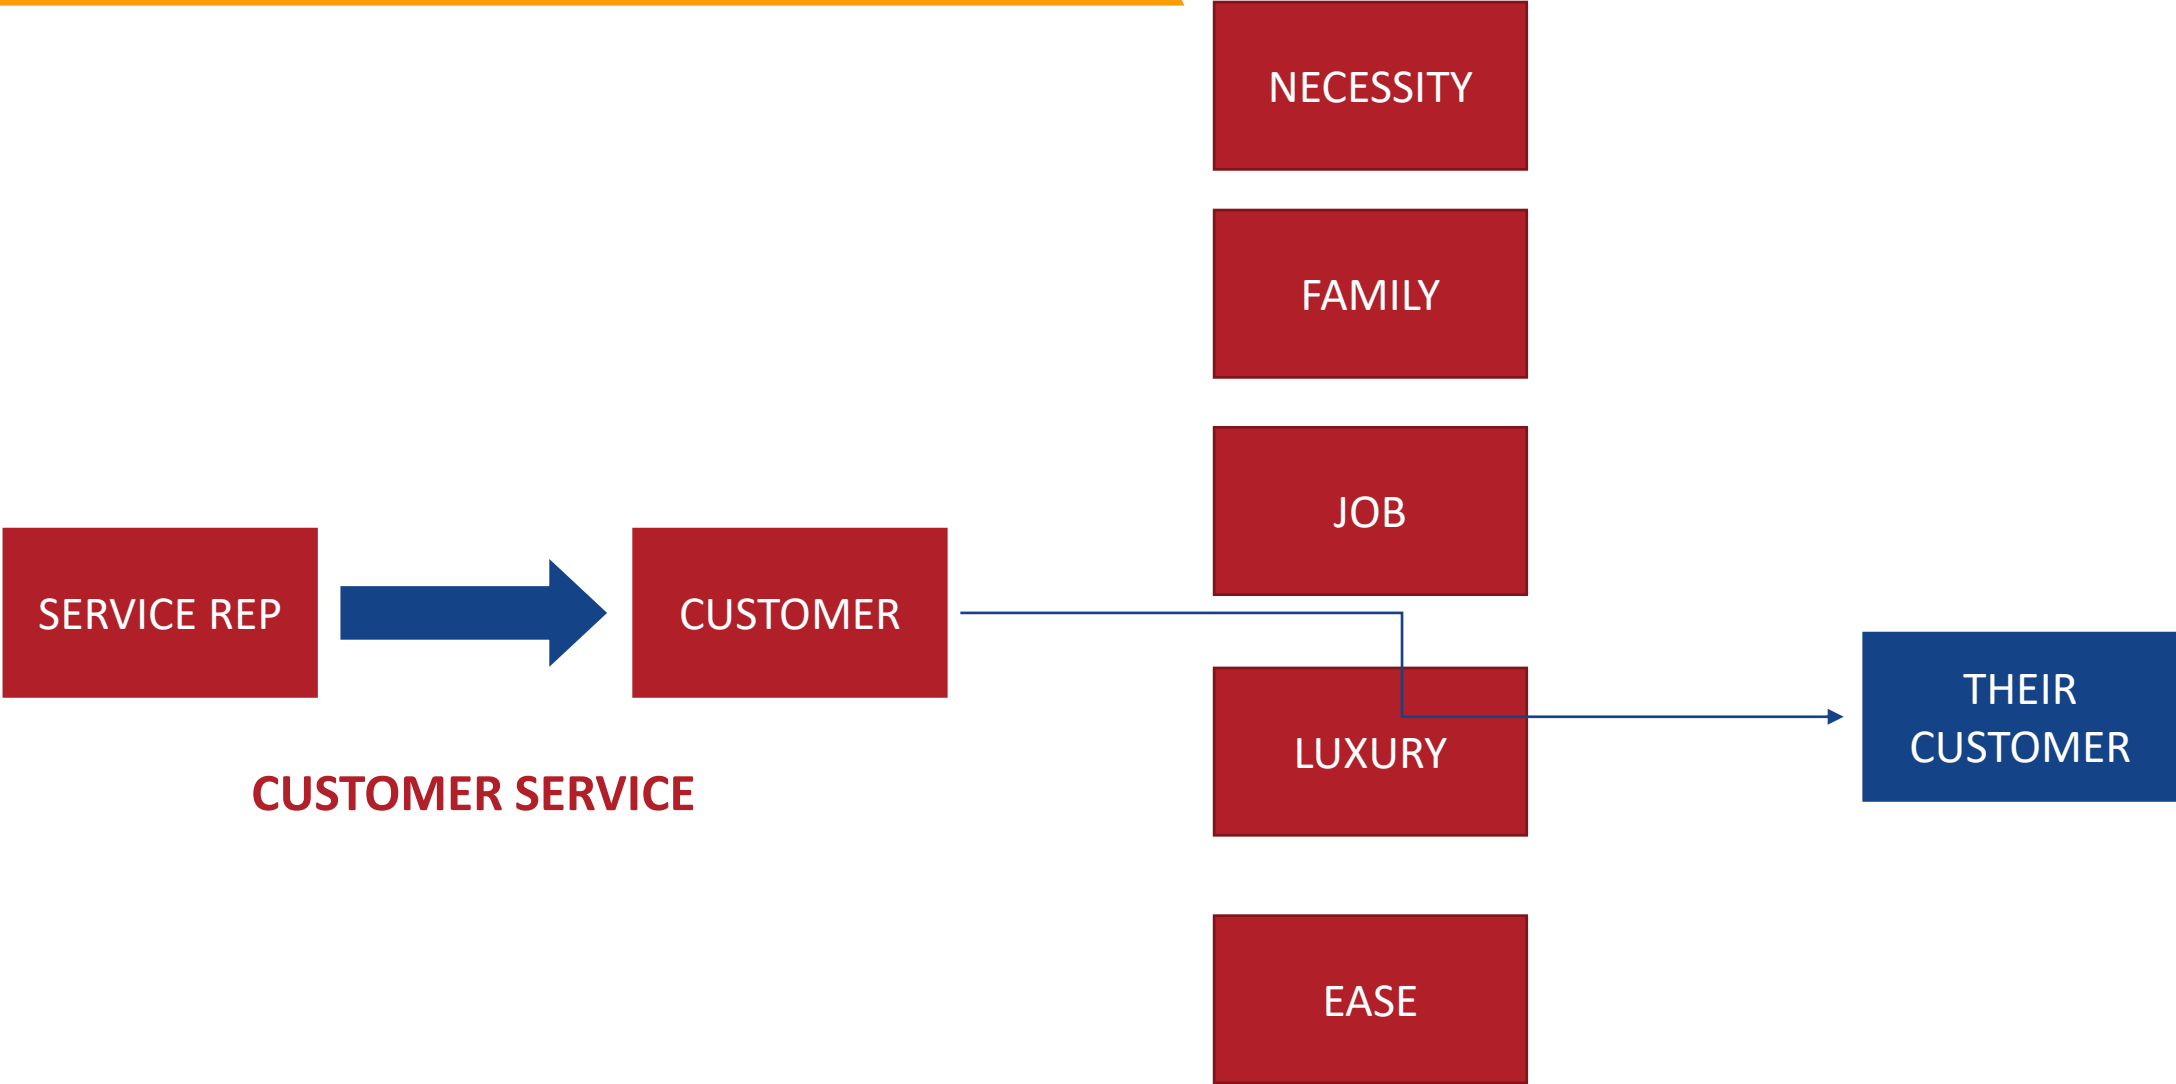 NECESSITY
FAMILY
JOB
SERVICE REP
CUSTOMER
THEIR
CUSTOMER
LUXURY
CUSTOMER SERVICE
EASE